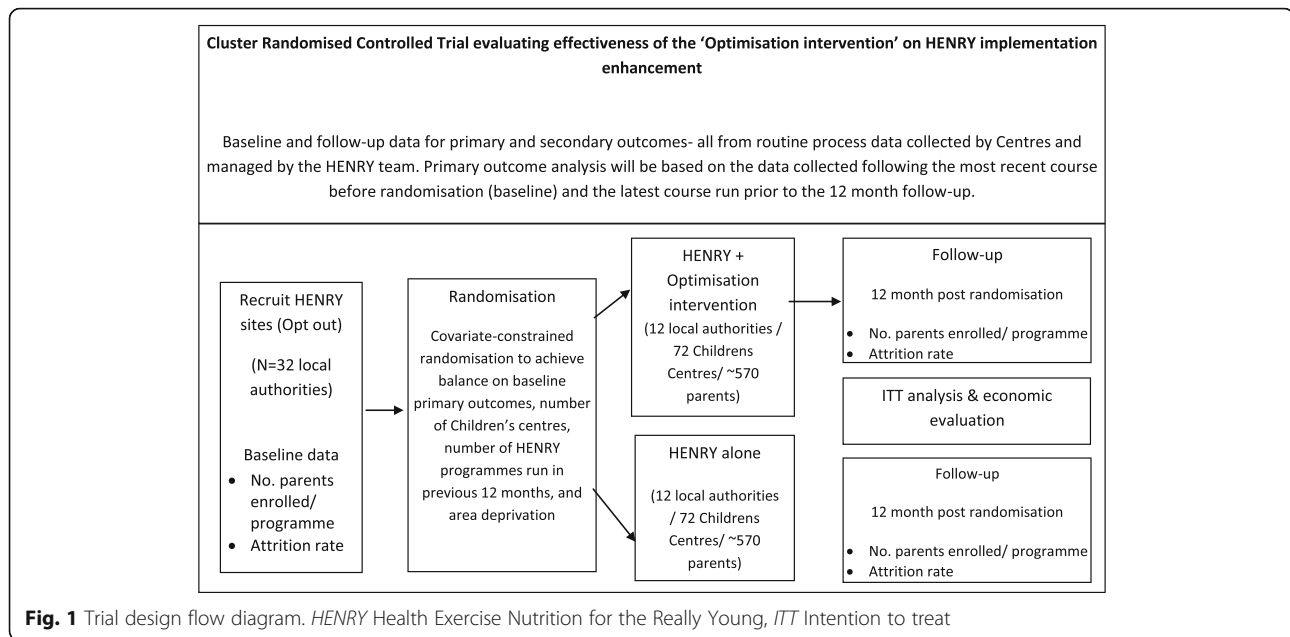 Cluster Randomised Controlled Trial evaluating effectiveness of the ‘Optimisation intervention’ on HENRY implementation
enhancement
Baseline and follow-up data for primary and secondary outcomes- all from routine process data collected by Centres and
managed by the HENRY team. Primary outcome analysis will be based on the data collected following the most recent course
before randomisation (baseline) and the latest course run prior to the 12 month follow-up.
Recruit HENRY
sites (Opt out)
(N=32 local
authorities)
Baseline data
• No. parents
enrolled/
programme
• Attrition rate
Randomisation
Covariate-constrained
randomisation to achieve
balance on baseline
primary outcomes, number
of Children’s centres,
number of HENRY
programmes run in
previous 12 months, and
area deprivation
HENRY +
Optimisation
intervention
(12 local authorities /
72 Childrens
Centres/ ~570
parents)
HENRY alone
(12 local authorities
/ 72 Childrens
Centres/ ~570
parents)
Follow-up
12 month post randomisation
• No. parents enrolled/ programme
• Attrition rate
ITT analysis & economic
evaluation
Follow-up
12 month post randomisation
• No. parents enrolled/ programme
• Attrition rate
Fig. 1 Trial design flow diagram. HENRY Health Exercise Nutrition for the Really Young, ITT Intention to treat